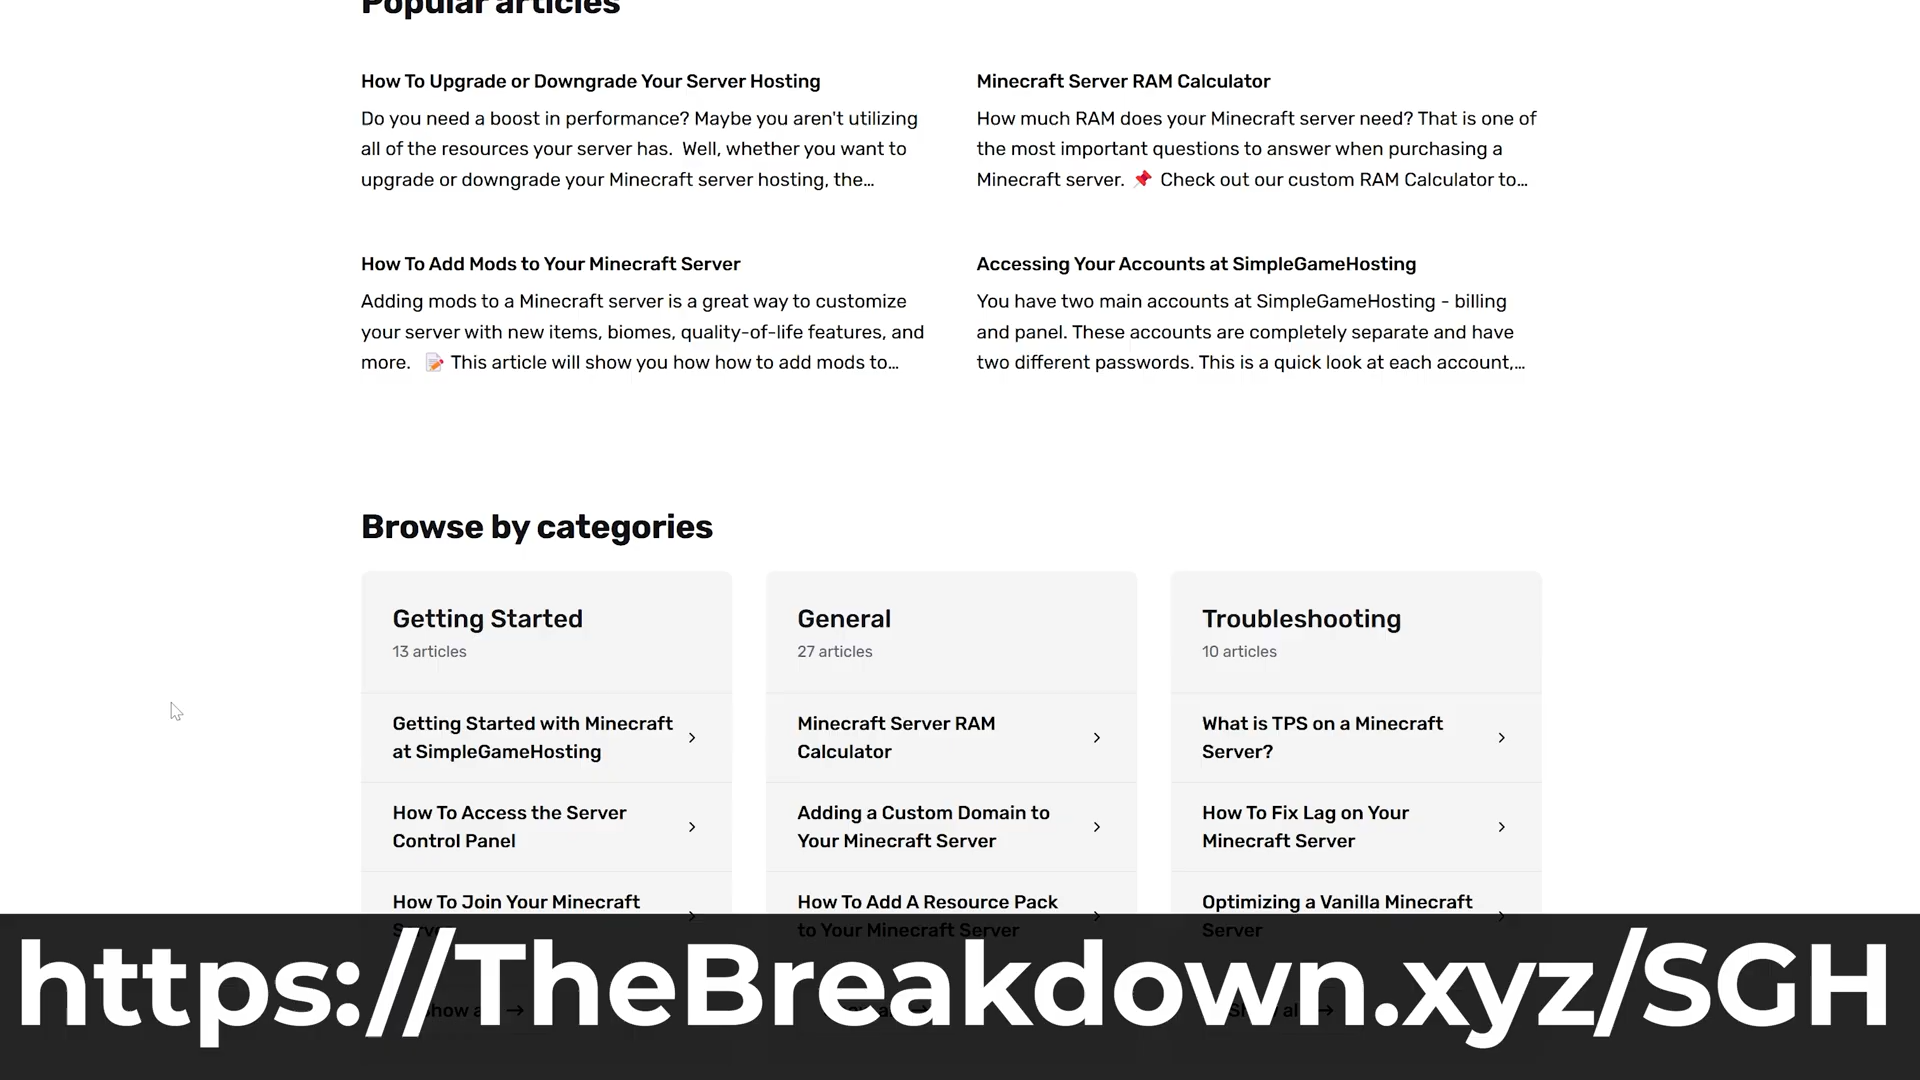 Popular articles
How To Upgrade or Downgrade Your Server Hosting
Do you need a boost in performance? Maybe you aren't utilizing
all of the resources your server has.  Well, whether you want to
upgrade or downgrade your Minecraft server hosting, the...
Minecraft Server RAM Calculator
How much RAM does your Minecraft server need? That is one of
the most important questions to answer when purchasing a
Minecraft server. 📌 Check out our custom RAM Calculator to...
How To Add Mods to Your Minecraft Server
Adding mods to a Minecraft server is a great way to customize
your server with new items, biomes, quality-of-life features, and
more. 📝 This article will show you how how to add mods to...
Accessing Your Accounts at SimpleGameHosting
You have two main accounts at SimpleGameHosting - billing
and panel. These accounts are completely separate and have
two different passwords. This is a quick look at each account,...
Browse by categories
Getting Started
13 articles
Getting Started with Minecraft
at SimpleGameHosting
How To Access the Server
Control Panel
How To Join Your Minecraft
General
27 articles
Minecraft Server RAM
Calculator
Adding a Custom Domain to
Your Minecraft Server
How To Add A Resource Pack
to Your Minecraft Server
Troubleshooting
10 articles
What is TPS on a Minecraft
Server?
How To Fix Lag on Your
Minecraft Server
Optimizing a Vanilla Minecraft
Server
https://TheBreakdown.xyz/SGH